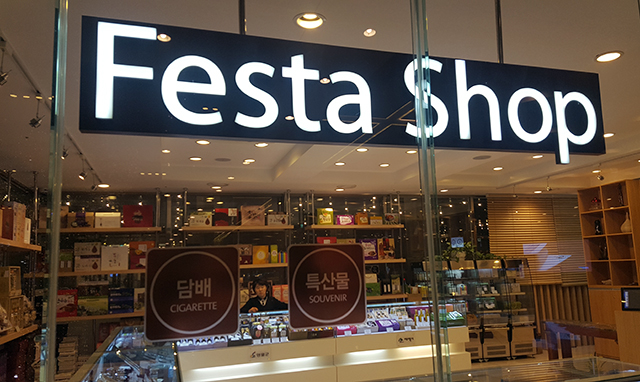 Festa Shop
담배
CIGARETTE
특산물
SOUVENIR